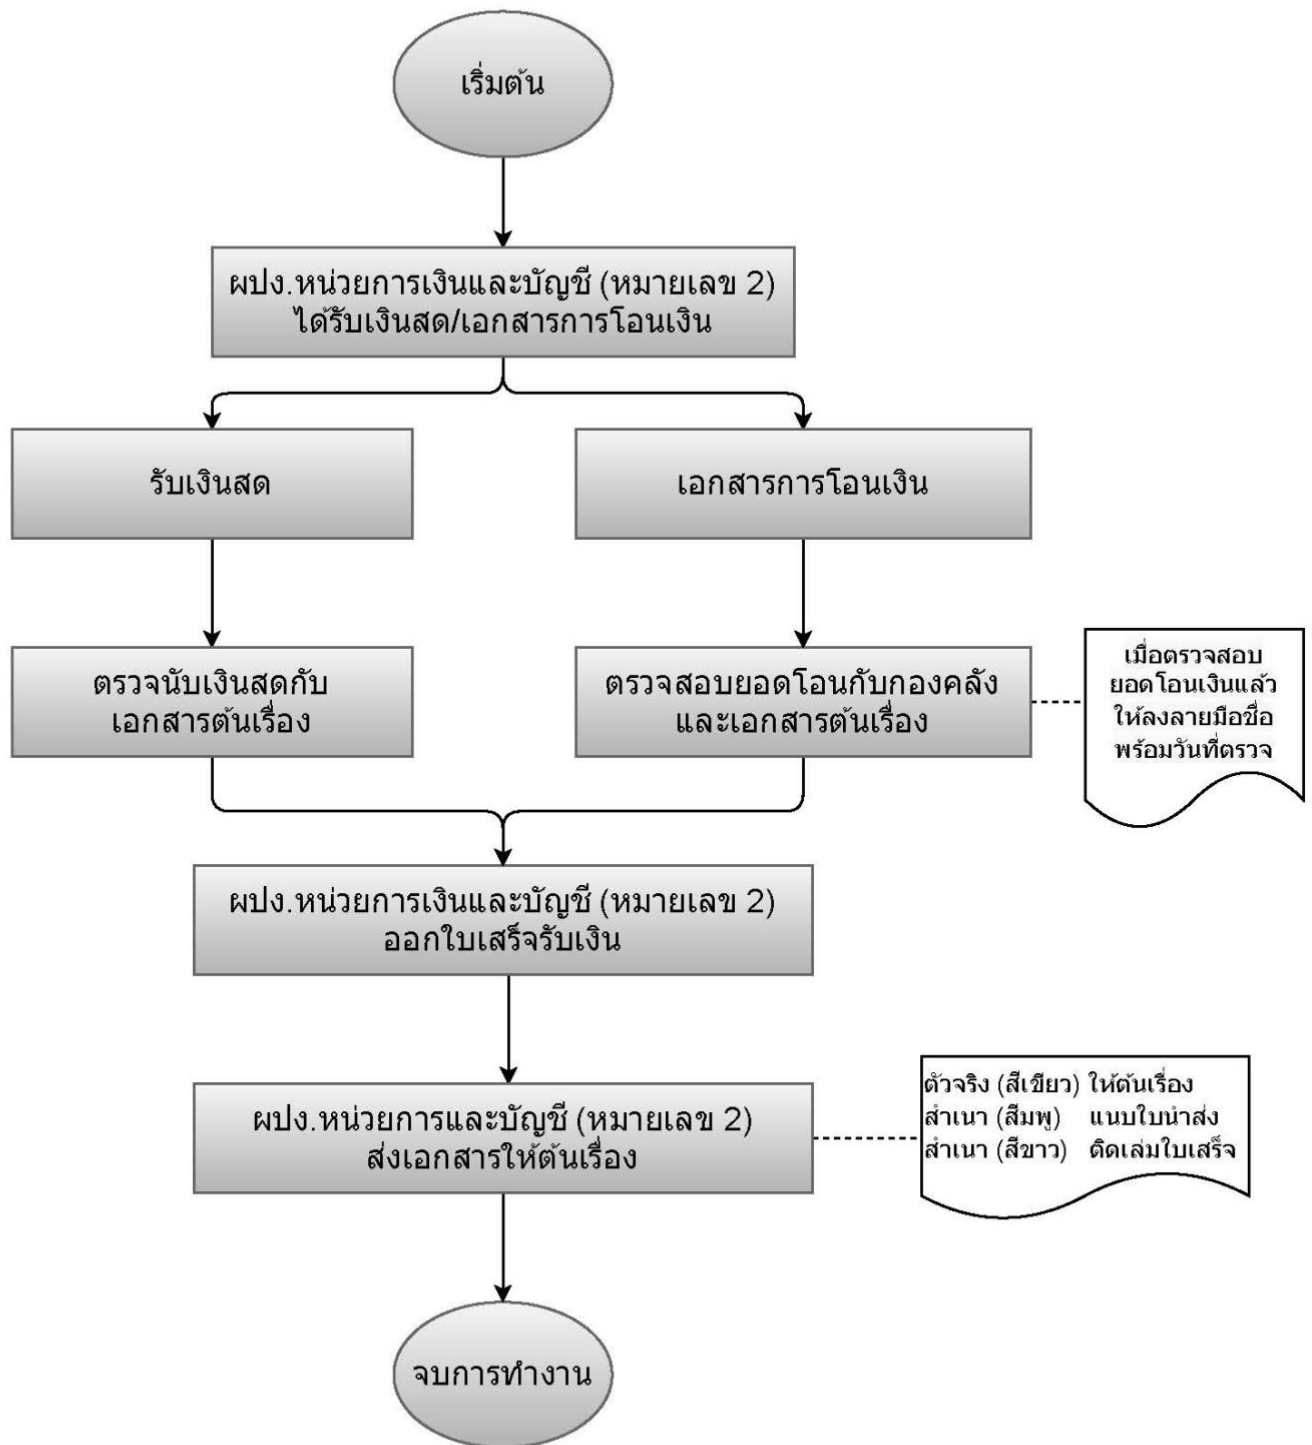 เริ่มต้น
ผปง.หน่วยการเงินและบัญชี (หมายเลข 2)
ได้รับเงินสด/เอกสารการโอนเงิน
รับเงินสด
เอกสารการโอนเงิน
ตรวจนับเงินสดกับ
เอกสารต้นเรื่อง
ตรวจสอบยอดโอนกับกองคลัง
และเอกสารต้นเรื่อง
เมื่อตรวจสอบ
ยอดโอนเงินแล้ว
ให้ลงลายมือชื่อ
พร้อมวันที่ตรวจ
ผปง.หน่วยการเงินและบัญชี (หมายเลข 2)
ออกใบเสร็จรับเงิน
ผปง.หน่วยการและบัญชี (หมายเลข 2)
ส่งเอกสารให้ต้นเรื่อง
ตัวจริง (สีเขียว) ให้ต้นเรื่อง
สำเนา (สีมพู) แนบใบนำส่ง
สำเนา (สีขาว) ติดเล่มใบเสร็จ
จบการทำงาน